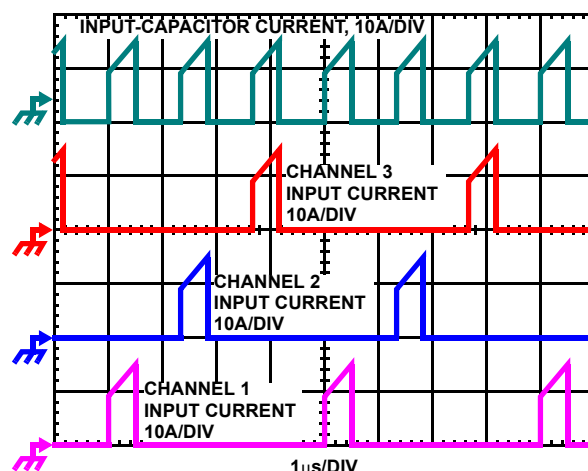 INPUT-CAPACITOR CURRENT, 10A/DIV
CHANNEL 3
INPUT CURRENT
10A/DIV
CHANNEL 2
INPUT CURRENT
10A/DIV
CHANNEL 1
INPUT CURRENT
10A/DIV
1μs/DIV